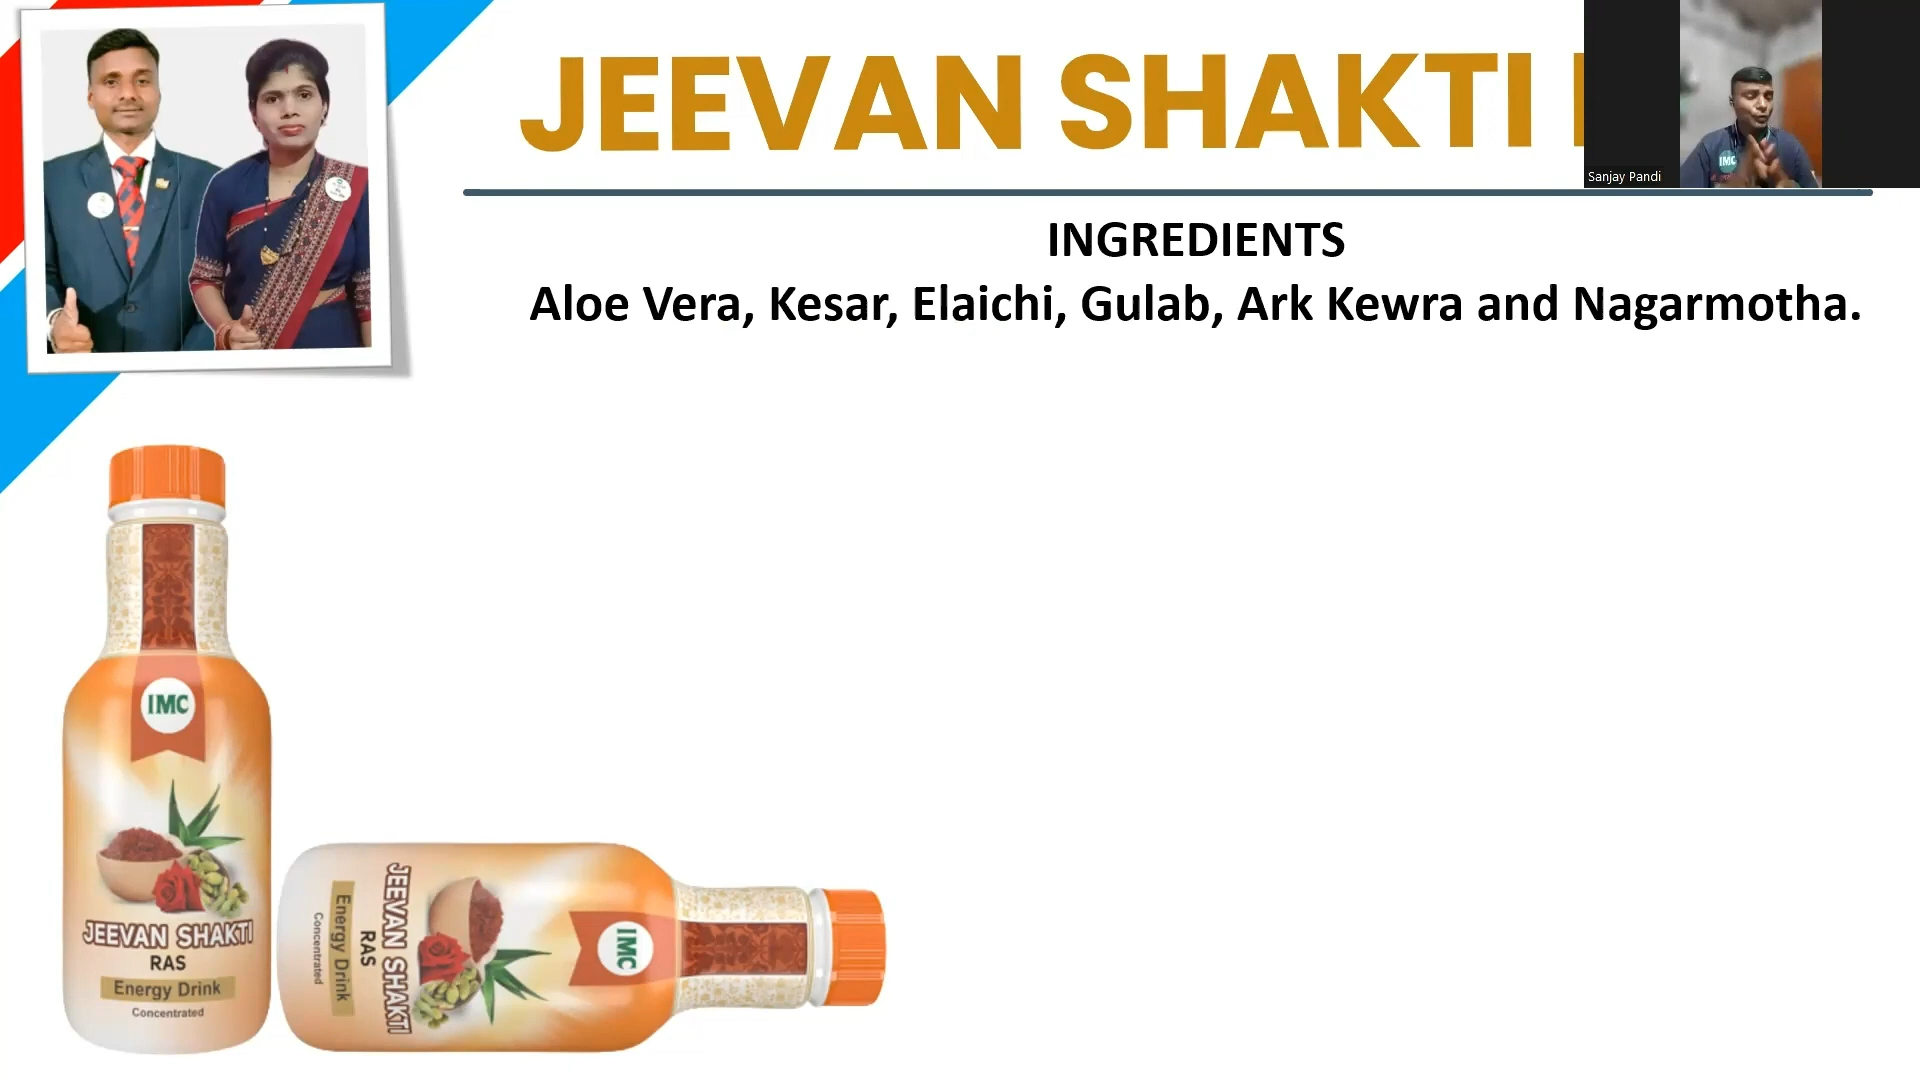 JEEVAN SHAKTI
Sanjay Pandi
INGREDIENTS
Aloe Vera, Kesar, Elaichi, Gulab, Ark Kewra and Nagarmotha.
IMC
IMC
JEEVAN SHAKTI
RAS
Energy Drink
Concentrated
IMC
JEEVAN SHAKTI
RAS
Energy Drink
Concentrated